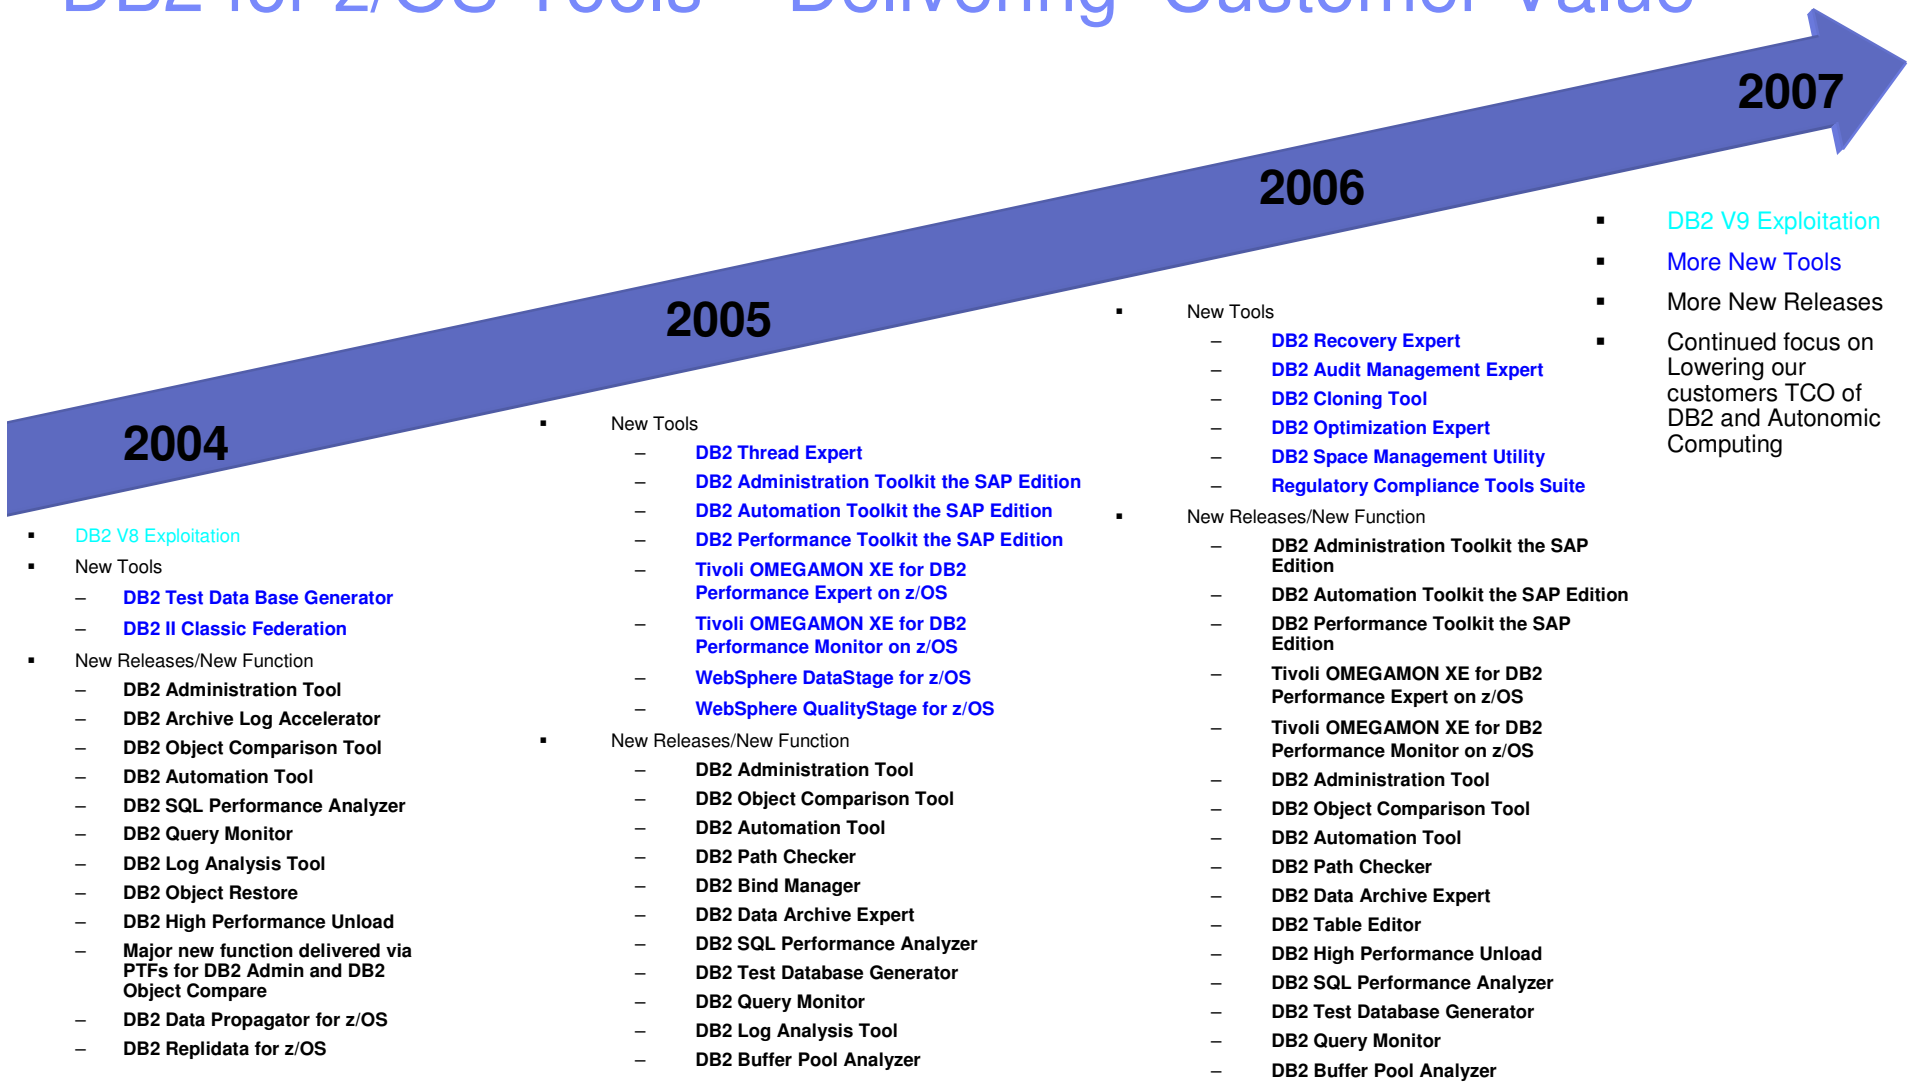 DB2 for z/OS Tools – Delivering Customer Value
2004
▪ DB2 V8 Exploitation
▪ New Tools
– DB2 Test Data Base Generator
– DB2 II Classic Federation
▪ New Releases/New Function
– DB2 Administration Tool
– DB2 Archive Log Accelerator
– DB2 Object Comparison Tool
– DB2 Automation Tool
– DB2 SQL Performance Analyzer
– DB2 Query Monitor
– DB2 Log Analysis Tool
– DB2 Object Restore
– DB2 High Performance Unload
– Major new function delivered via
PTFs for DB2 Admin and DB2
Object Compare
– DB2 Data Propagator for z/OS
– DB2 Replidata for z/OS
2005
▪ New Tools
– DB2 Thread Expert
– DB2 Administration Toolkit the SAP Edition
– DB2 Automation Toolkit the SAP Edition
– DB2 Performance Toolkit the SAP Edition
– Tivoli OMEGAMON XE for DB2
Performance Expert on z/OS
– Tivoli OMEGAMON XE for DB2
Performance Monitor on z/OS
– WebSphere DataStage for z/OS
– WebSphere QualityStage for z/OS
▪ New Releases/New Function
– DB2 Administration Tool
– DB2 Object Comparison Tool
– DB2 Automation Tool
– DB2 Path Checker
– DB2 Bind Manager
– DB2 Data Archive Expert
– DB2 SQL Performance Analyzer
– DB2 Test Database Generator
– DB2 Query Monitor
– DB2 Log Analysis Tool
– DB2 Buffer Pool Analyzer
2006
▪ New Tools
– DB2 Recovery Expert
– DB2 Audit Management Expert
– DB2 Cloning Tool
– DB2 Optimization Expert
– DB2 Space Management Utility
– Regulatory Compliance Tools Suite
▪ New Releases/New Function
– DB2 Administration Toolkit the SAP
Edition
– DB2 Automation Toolkit the SAP Edition
– DB2 Performance Toolkit the SAP
Edition
– Tivoli OMEGAMON XE for DB2
Performance Expert on z/OS
– Tivoli OMEGAMON XE for DB2
Performance Monitor on z/OS
– DB2 Administration Tool
– DB2 Object Comparison Tool
– DB2 Automation Tool
– DB2 Path Checker
– DB2 Data Archive Expert
– DB2 Table Editor
– DB2 High Performance Unload
– DB2 SQL Performance Analyzer
– DB2 Test Database Generator
– DB2 Query Monitor
– DB2 Buffer Pool Analyzer
2007
▪ DB2 V9 Exploitation
▪ More New Tools
▪ More New Releases
▪ Continued focus on
Lowering our
customers TCO of
DB2 and Autonomic
Computing